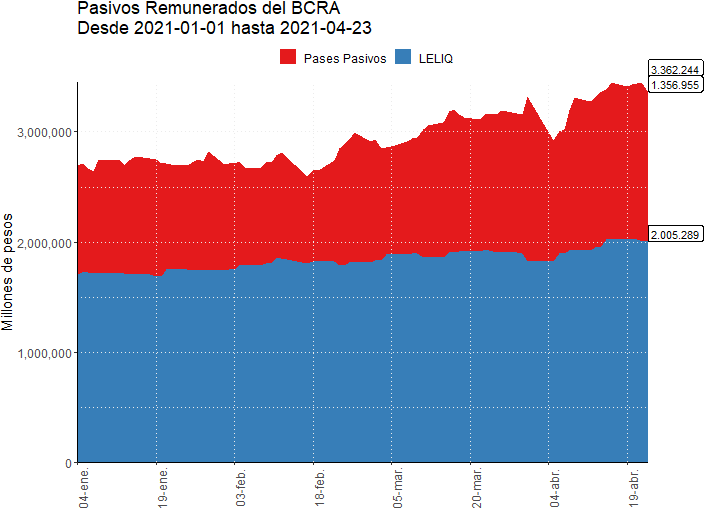 Pasivos Remunerados del BCRA
Desde 2021-01-01 hasta 2021-04-23
Pases Pasivos
LELIQ
3.362.244
1.356.955
2.005.289
Millones de pesos
3,000,000
2,000,000
1,000,000
0
04-ene.
19-ene.
03-feb.
18-feb.
05-mar.
20-mar.
04-abr.
19-abr.